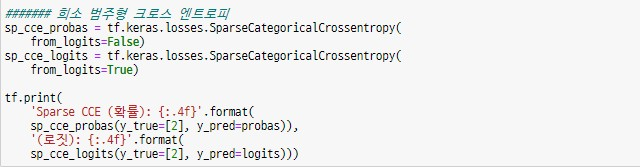 ####### 희소 범주형 크로스 엔트로피
sp_cce_probas = tf.keras.losses.SparseCategoricalCrossentropy(
    from_logits=False)
sp_cce_logits = tf.keras.losses.SparseCategoricalCrossentropy(
    from_logits=True)

tf.print(
    'Sparse CCE (확률): {:.4f}'.format(
    sp_cce_probas(y_true=[2], y_pred=probas)),
    '(로짓): {:.4f}'.format(
    sp_cce_logits(y_true=[2], y_pred=logits)))